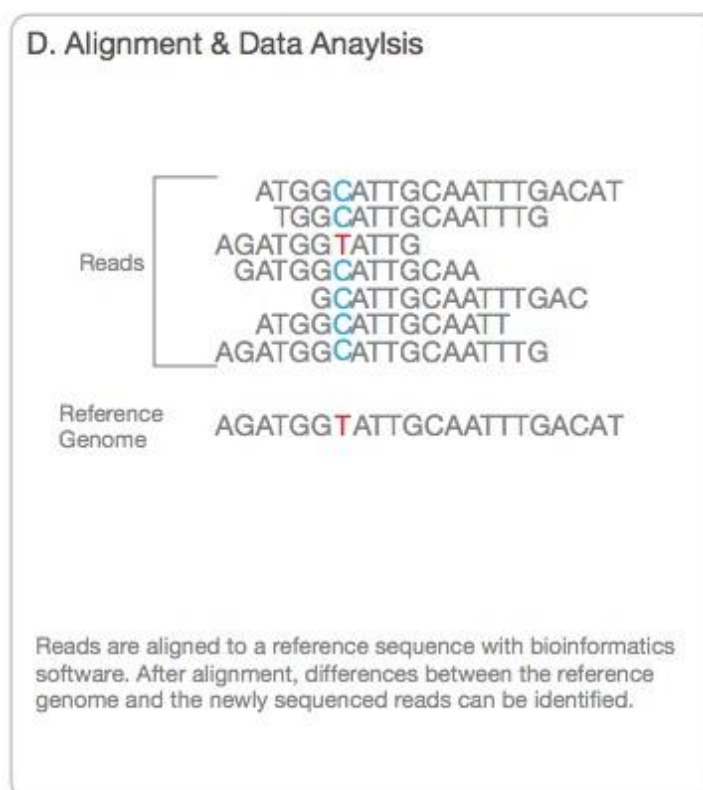 D. Alignment & Data Anaylsis
ATGGCATTGCAATTTGACAT
TGGCATTGCAATTTG
AGATGGTATTG
Reads
GATGGCATTGCAA
GCATTGCAATTTGAC
ATGGCATTGCAATT
AGATGGCATTGCAATTTG
Reference
Genome
AGATGGTATTGCAATTTGACAT
Reads are aligned to a reference sequence with bioinformatics
software. After alignment, differences between the reference
genome and the newly sequenced reads can be identified.